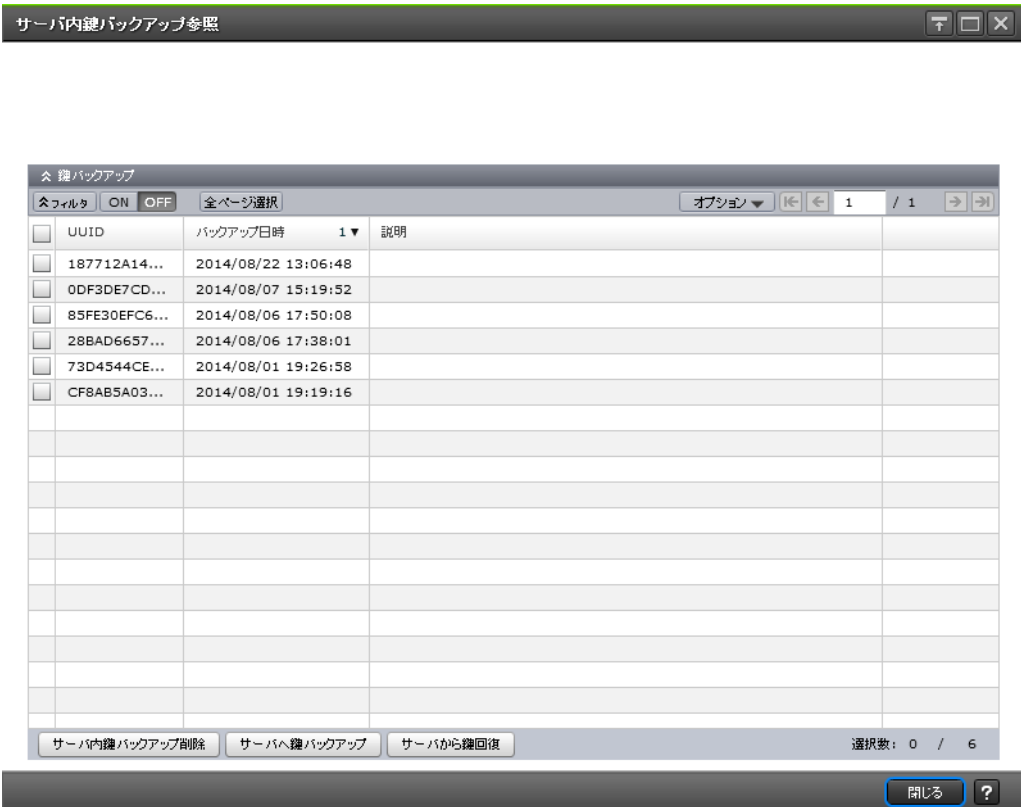 サーバ内鍵バックアップ参照
鍵バックアップ
フィルタ ON OFF 全ページ選択 オプション 1 / 1
UUID バックアップ日時 1▼ 説明
187712A14... 2014/08/22 13:06:48
0DF3DE7CD... 2014/08/07 15:19:52
85FE30EFC6... 2014/08/06 17:50:08
28BAD6657... 2014/08/06 17:38:01
73D4544CE... 2014/08/01 19:26:58
CF8AB5A03... 2014/08/01 19:19:16
サーバ内鍵バックアップ削除 サーバへ鍵バックアップ サーバから鍵回復 選択数: 0 / 6
閉じる ?